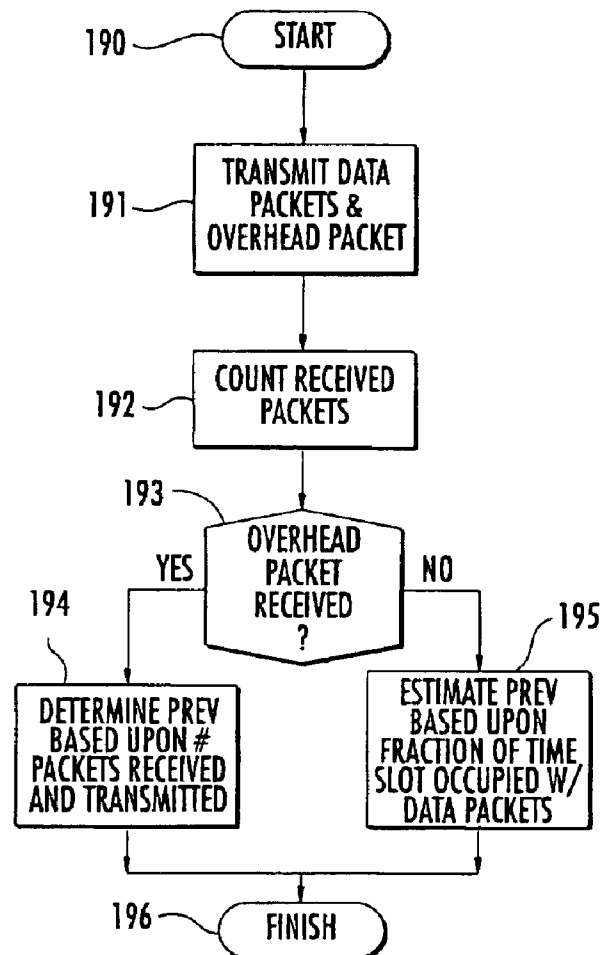 190
START
191
TRANSMIT DATA
PACKETS &
OVERHEAD PACKET
192
COUNT RECEIVED
PACKETS
193
OVERHEAD
PACKET
RECEIVED
?
YES
NO
194
DETERMINE PREV
BASED UPON #
PACKETS RECEIVED
AND TRANSMITTED
195
ESTIMATE PREV
BASED UPON
FRACTION OF TIME
SLOT OCCUPIED W/
DATA PACKETS
196
FINISH